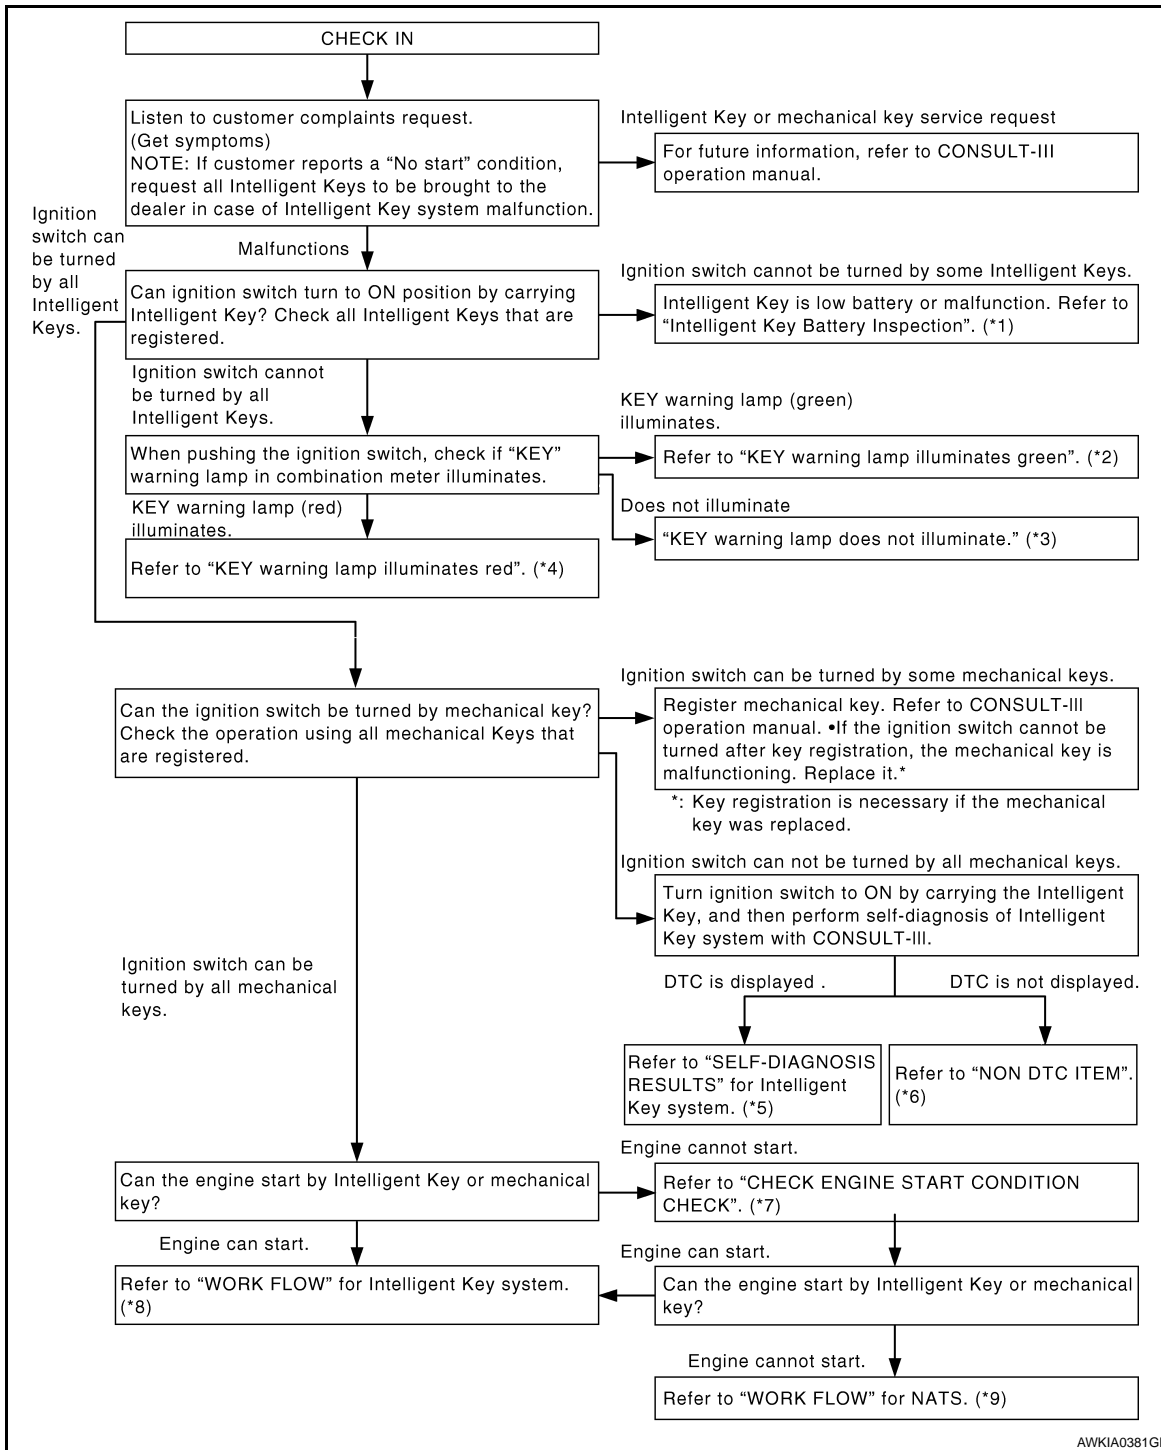 CHECK IN
Listen to customer complaints request.
(Get symptoms)
NOTE: If customer reports a “No start” condition,
request all Intelligent Keys to be brought to the
dealer in case of Intelligent Key system malfunction.
Intelligent Key or mechanical key service request
For future information, refer to CONSULT-III
operation manual.
Ignition
switch can
be turned
by all
Intelligent
Keys.
Malfunctions
Can ignition switch turn to ON position by carrying
Intelligent Key? Check all Intelligent Keys that are
registered.
Ignition switch cannot be turned by some Intelligent Keys.
Intelligent Key is low battery or malfunction. Refer to
“Intelligent Key Battery Inspection”. (*1)
Ignition switch cannot
be turned by all
Intelligent Keys.
When pushing the ignition switch, check if “KEY”
warning lamp in combination meter illuminates.
KEY warning lamp (green)
illuminates.
Refer to “KEY warning lamp illuminates green”. (*2)
Does not illuminate
“KEY warning lamp does not illuminate.” (*3)
KEY warning lamp (red)
illuminates.
Refer to “KEY warning lamp illuminates red”. (*4)
Can the ignition switch be turned by mechanical key?
Check the operation using all mechanical Keys that
are registered.
Ignition switch can be turned by some mechanical keys.
Register mechanical key. Refer to CONSULT-III
operation manual. •If the ignition switch cannot be
turned after key registration, the mechanical key is
malfunctioning. Replace it.*
*: Key registration is necessary if the mechanical
key was replaced.
Ignition switch can not be turned by all mechanical keys.
Turn ignition switch to ON by carrying the Intelligent
Key, and then perform self-diagnosis of Intelligent
Key system with CONSULT-III.
DTC is displayed .
DTC is not displayed.
Refer to “SELF-DIAGNOSIS
RESULTS” for Intelligent
Key system. (*5)
Refer to “NON DTC ITEM”.
(*6)
Ignition switch can be
turned by all mechanical
keys.
Can the engine start by Intelligent Key or mechanical
key?
Engine cannot start.
Refer to “CHECK ENGINE START CONDITION
CHECK”. (*7)
Engine can start.
Refer to “WORK FLOW” for Intelligent Key system.
(*8)
Engine can start.
Can the engine start by Intelligent Key or mechanical
key?
Engine cannot start.
Refer to “WORK FLOW” for NATS. (*9)